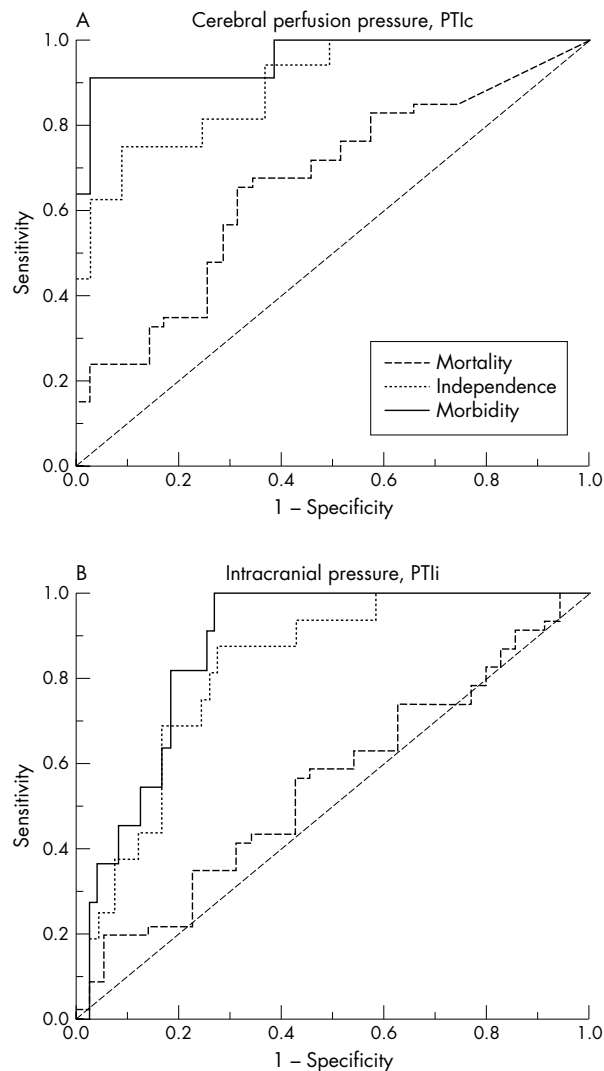 A
Cerebral perfusion pressure, PTIc
1.0
0.8
0.6
0.4
0.2
0.0
Sensitivity
Mortality
Independence
Morbidity
0.0
0.2
0.4
0.6
0.8
1.0
1 – Specificity
B
Intracranial pressure, PTIi
1.0
0.8
0.6
0.4
0.2
0.0
Sensitivity
0.0
0.2
0.4
0.6
0.8
1.0
1 – Specificity